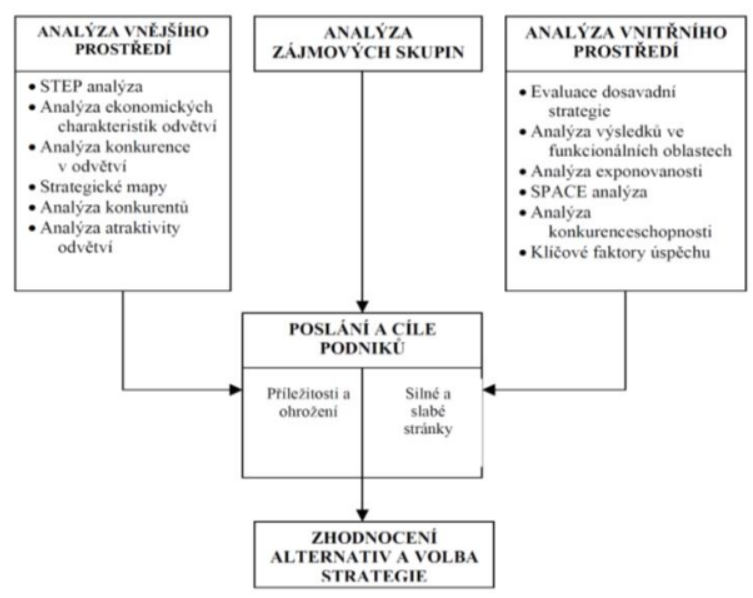 ANALÝZA VNĚJŠÍHO
PROSTŘEDÍ
• STEP analýza
• Analýza ekonomických
charakteristik odvětví
• Analýza konkurence
v odvětví
• Strategické mapy
• Analýza konkurentů
• Analýza atraktivity
odvětví
ANALÝZA
ZÁJMOVÝCH SKUPIN
ANALÝZA VNITŘNÍHO
PROSTŘEDÍ
• Evaluace dosavadní
strategie
• Analýza výsledků ve
funkcionálních oblastech
• Analýza exponovanosti
• SPACE analýza
• Analýza
konkurenceschopnosti
• Klíčové faktory úspěchu
POSLÁNÍ A CÍLE
PODNIKŮ
Příležitosti a
ohrožení
Silné a
slabé
stránky
ZHODNOCENÍ
ALTERNATIV A VOLBA
STRATEGIE